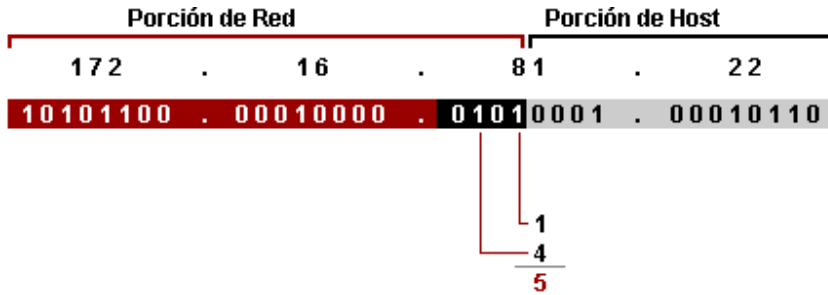 Porción de Red Porción de Host
172 . 16 . 81 . 22
10101100 . 00010000 . 01010001 . 00010110
1
4
5